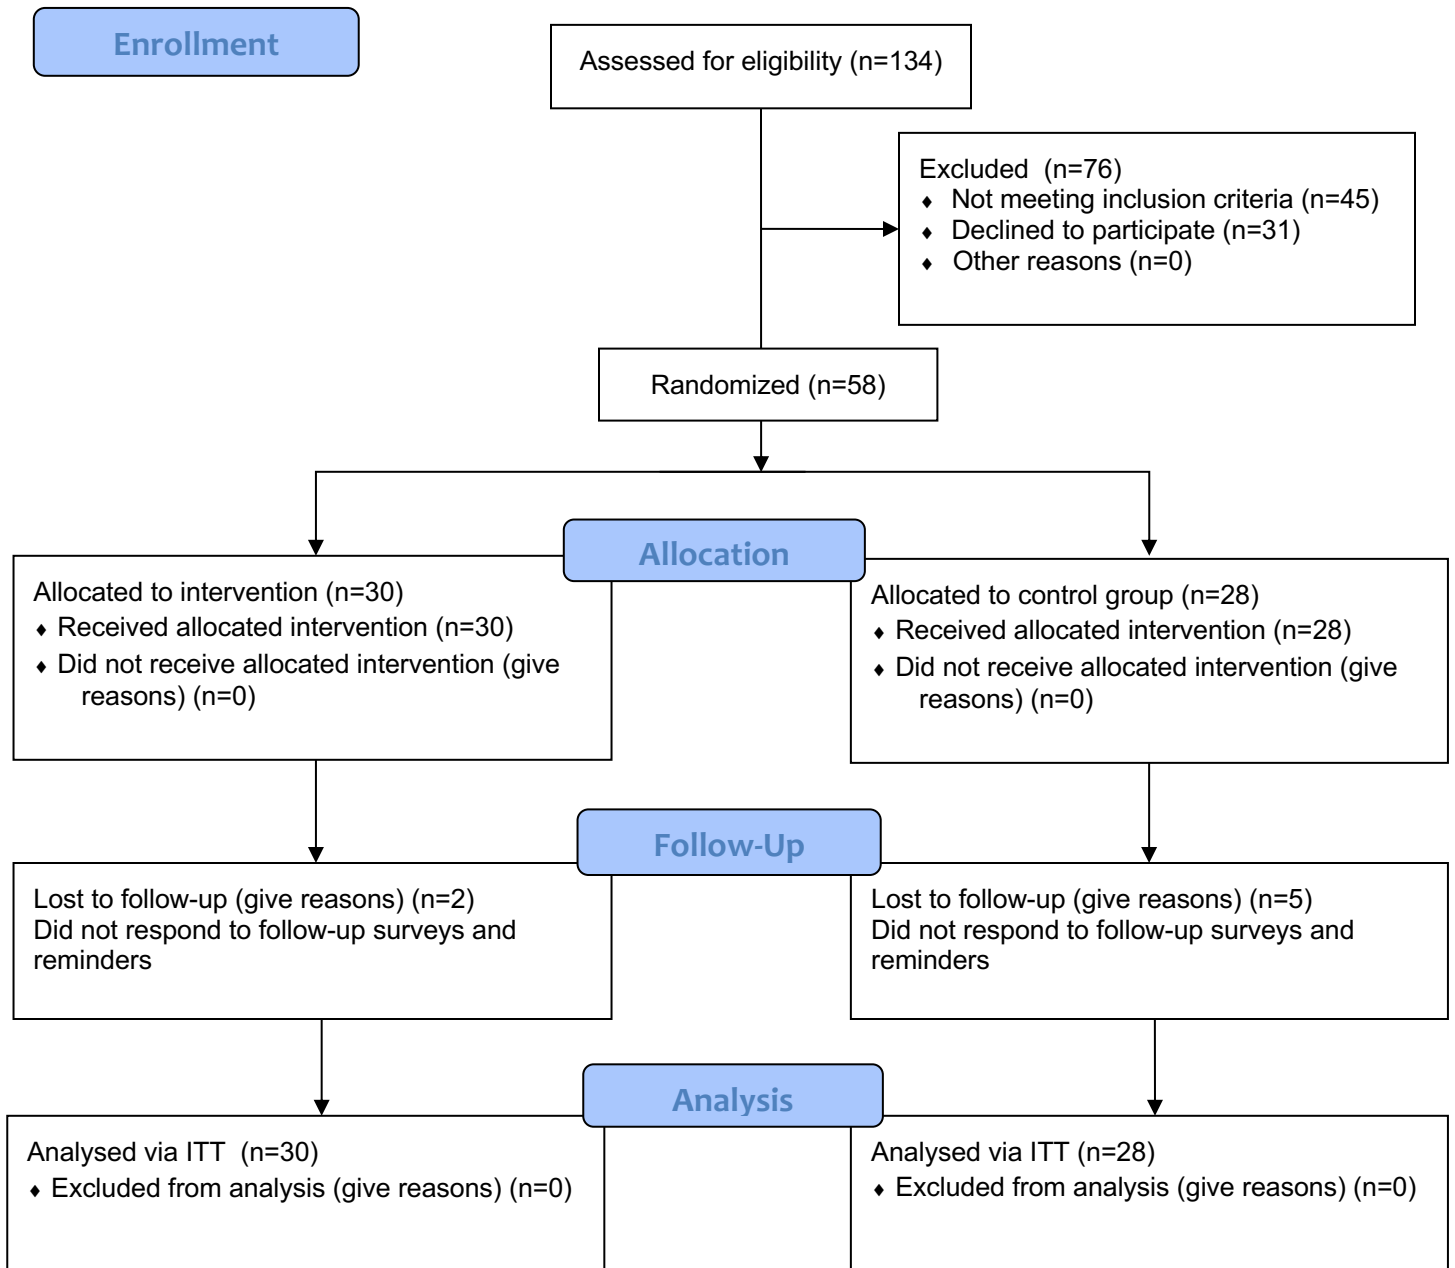 Enrollment
Assessed for eligibility (n=134)
Excluded  (n=76)
♦ Not meeting inclusion criteria (n=45)
♦ Declined to participate (n=31)
♦ Other reasons (n=0)
Randomized (n=58)
Allocation
Allocated to intervention (n=30)
♦ Received allocated intervention (n=30)
♦ Did not receive allocated intervention (give
reasons) (n=0)
Allocated to control group (n=28)
♦ Received allocated intervention (n=28)
♦ Did not receive allocated intervention (give
reasons) (n=0)
Follow-Up
Lost to follow-up (give reasons) (n=2)
Did not respond to follow-up surveys and
reminders
Lost to follow-up (give reasons) (n=5)
Did not respond to follow-up surveys and
reminders
Analysis
Analysed via ITT  (n=30)
♦ Excluded from analysis (give reasons) (n=0)
Analysed via ITT (n=28)
♦ Excluded from analysis (give reasons) (n=0)